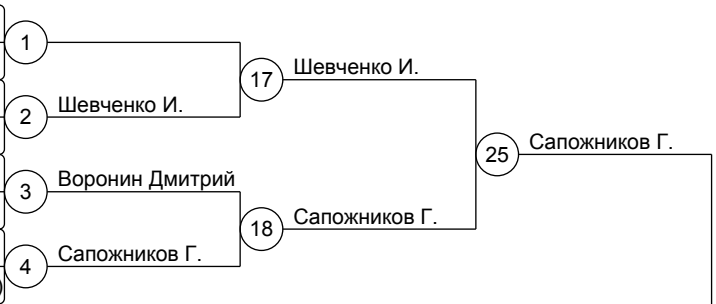 1
17 Шевченко И.
2 Шевченко И.
25 Сапожников Г.
3 Воронин Дмитрий
18 Сапожников Г.
4 Сапожников Г.